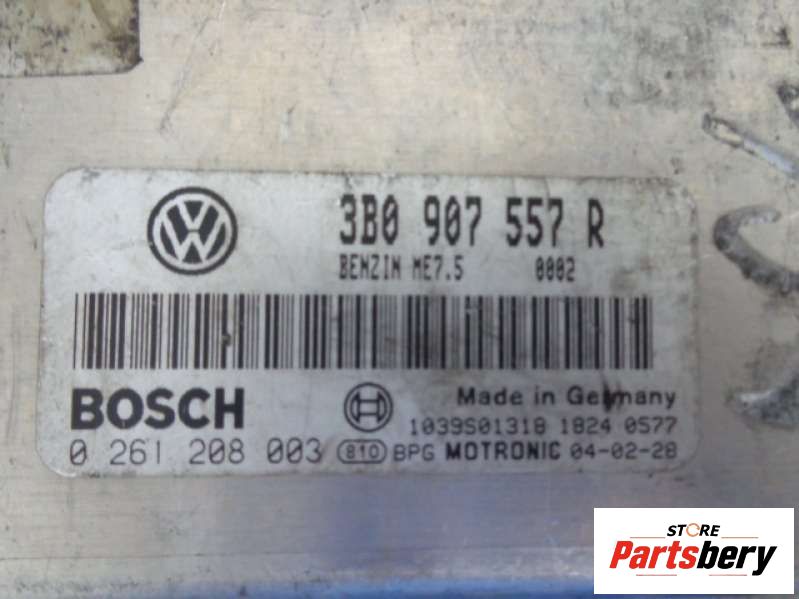 3B0 907 557 R
BENZIN ME7.5 0002
BOSCH
Made in Germany
1039S01318 1824 0577
0 261 208 003 810 BPG MOTRONIC 04-02-28
STORE
Partsbery